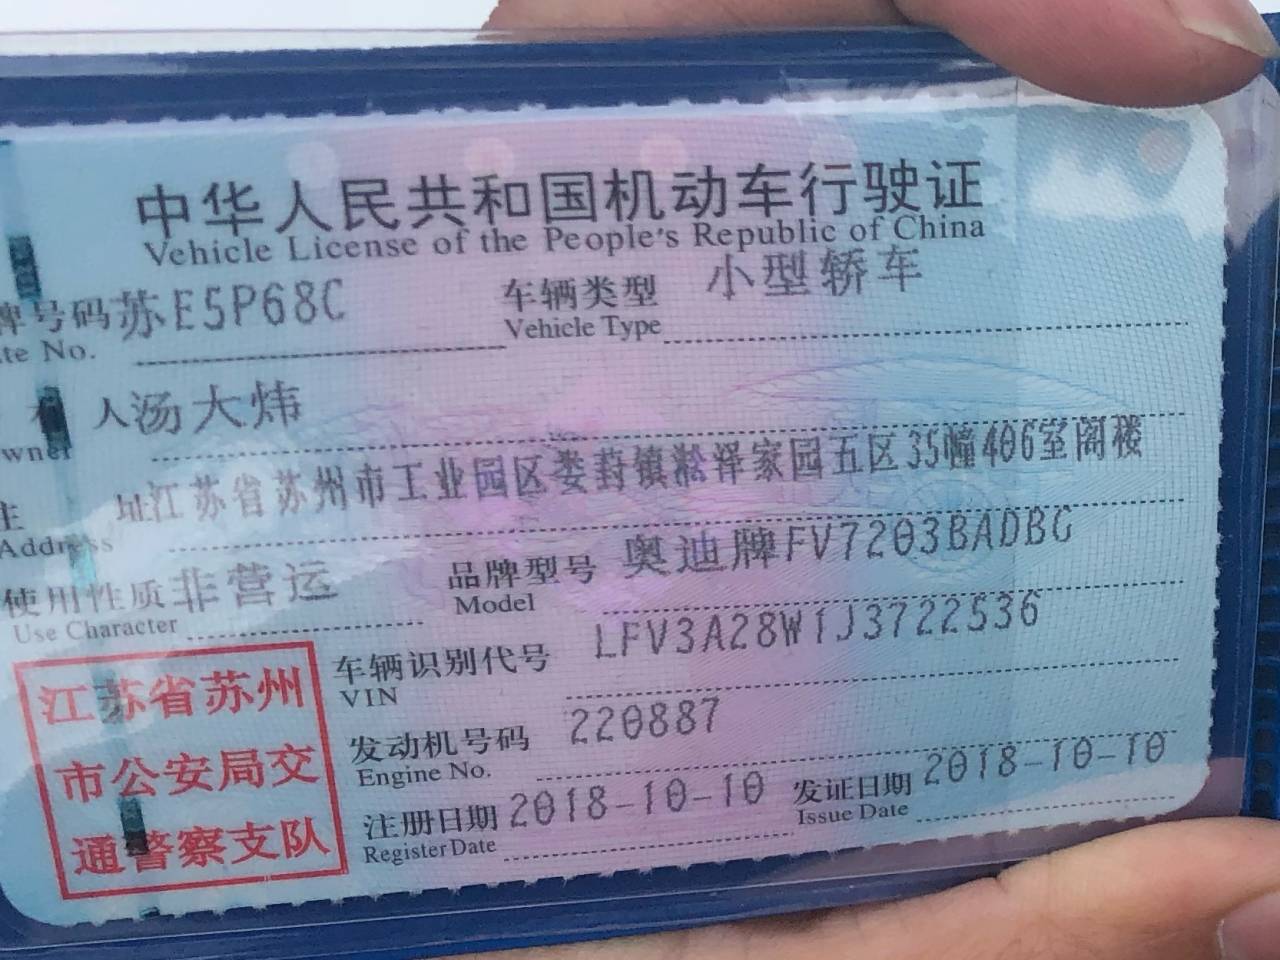 中华人民共和国机动车行驶证
Vehicle License of the People's Republic of China
牌号码 苏E5P68C 车辆类型 小型轿车
te No. Vehicle Type
有 人 汤大炜
wner
主 址 江苏省苏州市工业园区娄葑镇淞泽家园五区35幢406室阁楼
Address
使用性质 非营运 品牌型号 奥迪牌FV7203BADBG
Use Character Model
车辆识别代号 LFV3A28W1J3722536
VIN
发动机号码 220887
Engine No.
注册日期 2018-10-10 发证日期 2018-10-10
Register Date Issue Date
江苏省苏州
市公安局交
通警察支队